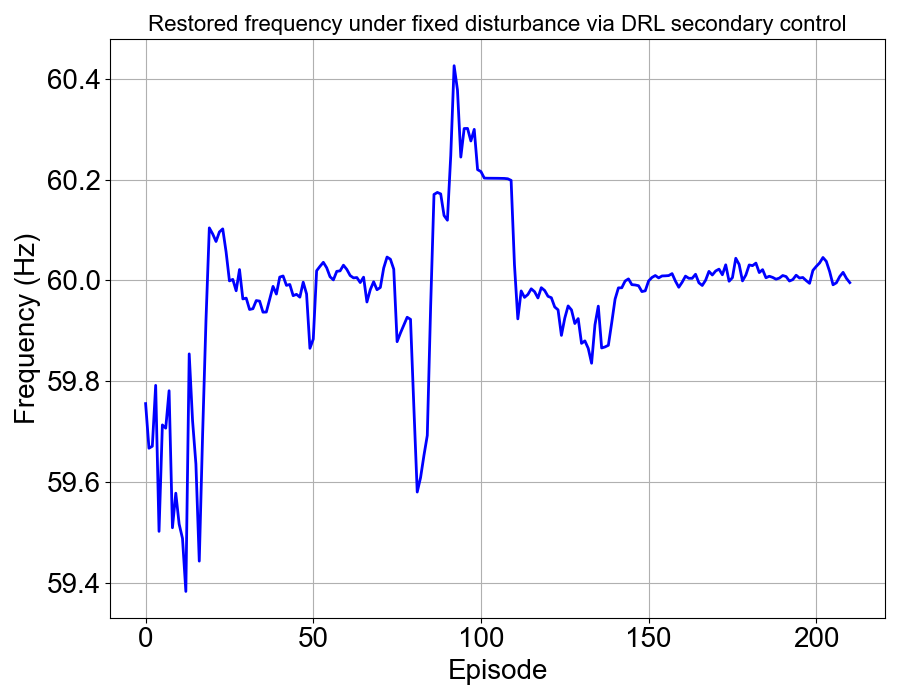 Restored frequency under fixed disturbance via DRL secondary control
60.4
60.2
60.0
59.8
59.6
59.4
Frequency (Hz)
0 50 100 150 200
Episode